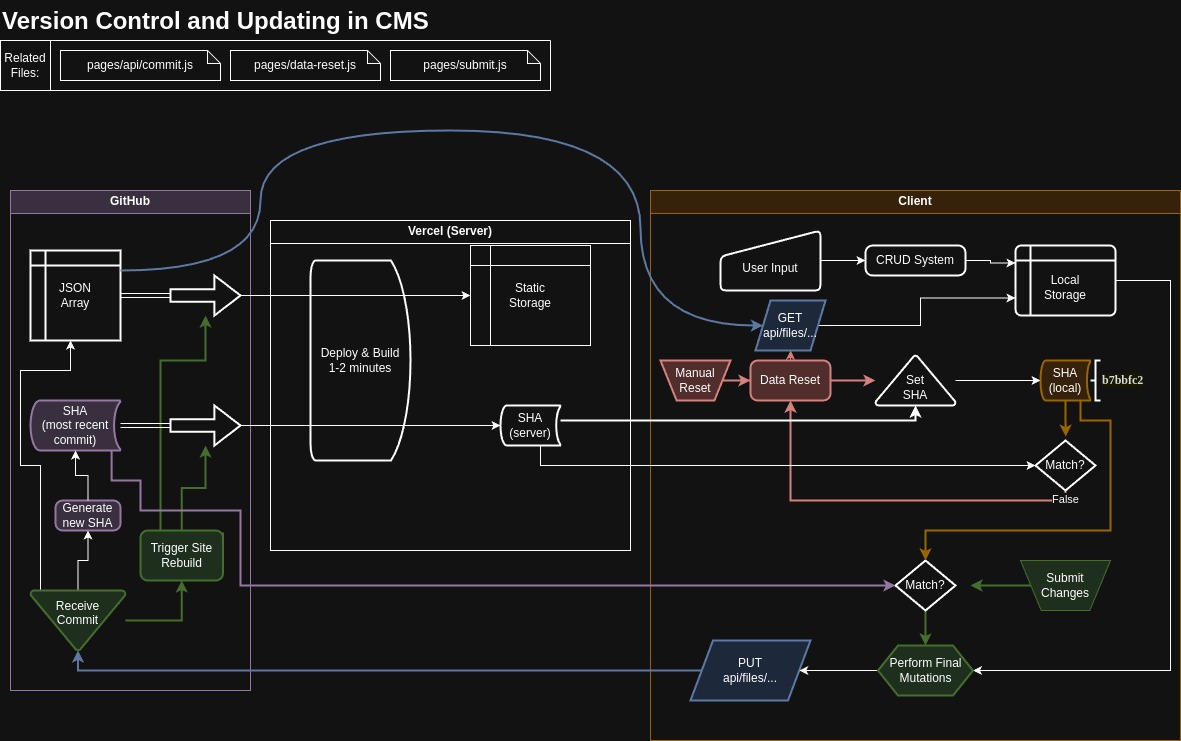 Version Control and Updating in CMS
Related
Files:
pages/api/commit.js
pages/data-reset.js
pages/submit.js
GitHub
Vercel (Server)
Client
JSON
Array
Static
Storage
User Input
CRUD System
Local
Storage
GET
api/files/...
Deploy & Build
1-2 minutes
Manual
Reset
Data Reset
Set
SHA
SHA
(local)
b7bbfc2
SHA
(most recent
commit)
SHA
(server)
Match?
False
Generate
new SHA
Trigger Site
Rebuild
Match?
Submit
Changes
Receive
Commit
PUT
api/files/...
Perform Final
Mutations